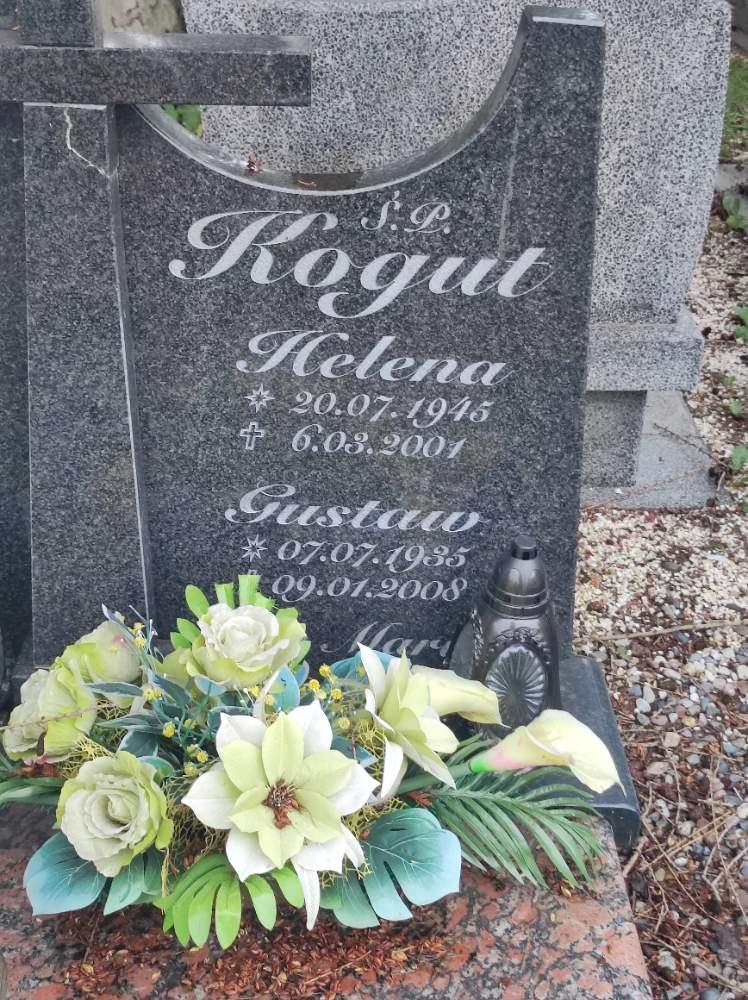 Ś.P.
Kogut
Helena
20.07.1945
6.03.2001
Gustaw
07.07.1935
09.01.2008